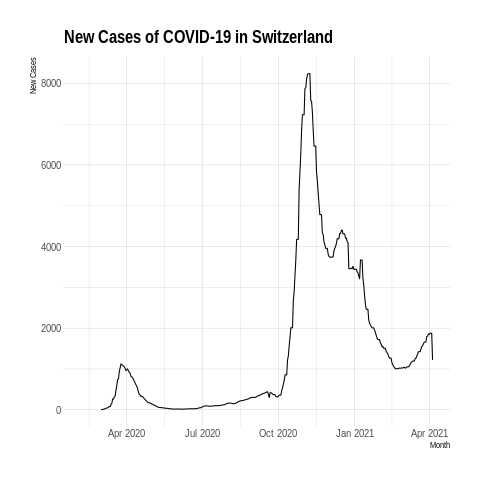 New Cases of COVID-19 in Switzerland
New Cases
8000
6000
4000
2000
0
Apr 2020 Jul 2020 Oct 2020 Jan 2021 Apr 2021
Month